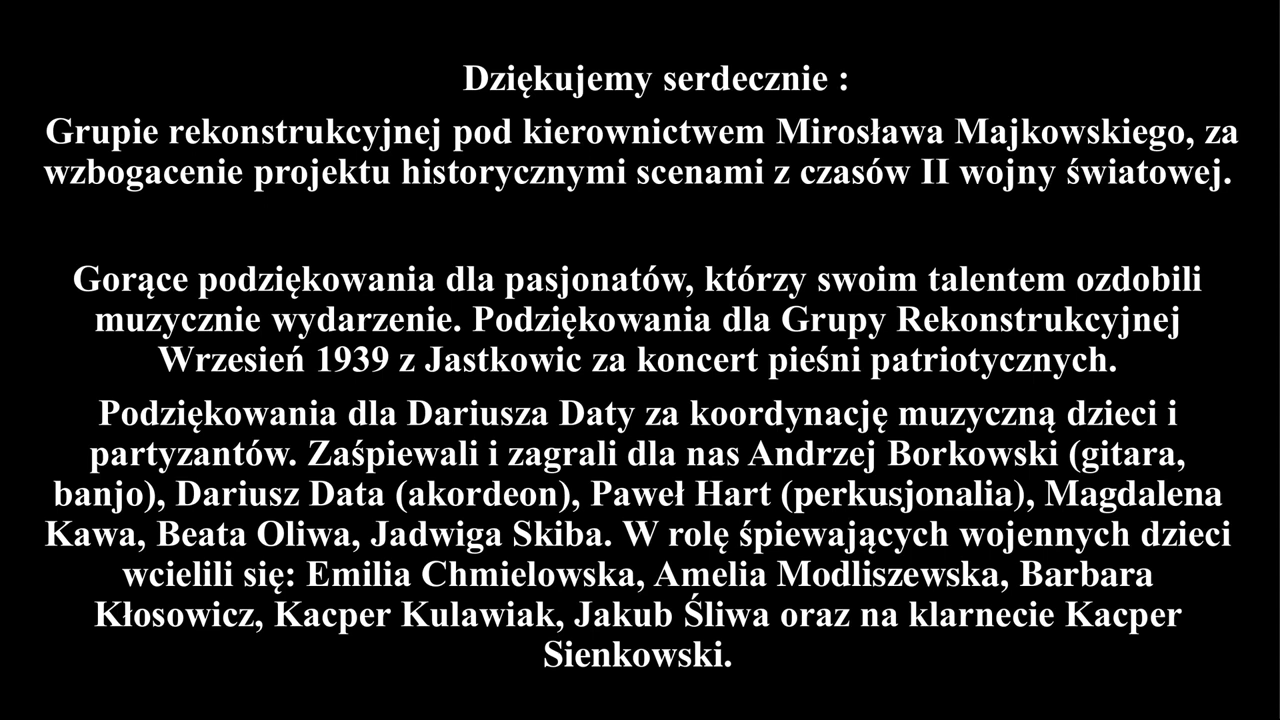 Dziękujemy serdecznie :
Grupie rekonstrukcyjnej pod kierownictwem Mirosława Majkowskiego, za
wzbogacenie projektu historycznymi scenami z czasów II wojny światowej.
Gorące podziękowania dla pasjonatów, którzy swoim talentem ozdobili
muzycznie wydarzenie. Podziękowania dla Grupy Rekonstrukcyjnej
Wrzesień 1939 z Jastkowic za koncert pieśni patriotycznych.
Podziękowania dla Dariusza Daty za koordynację muzyczną dzieci i
partyzantów. Zaśpiewali i zagrali dla nas Andrzej Borkowski (gitara,
banjo), Dariusz Data (akordeon), Paweł Hart (perkusjonalia), Magdalena
Kawa, Beata Oliwa, Jadwiga Skiba. W rolę śpiewających wojennych dzieci
wcielili się: Emilia Chmielowska, Amelia Modliszewska, Barbara
Kłosowicz, Kacper Kulawiak, Jakub Śliwa oraz na klarnecie Kacper
Sienkowski.